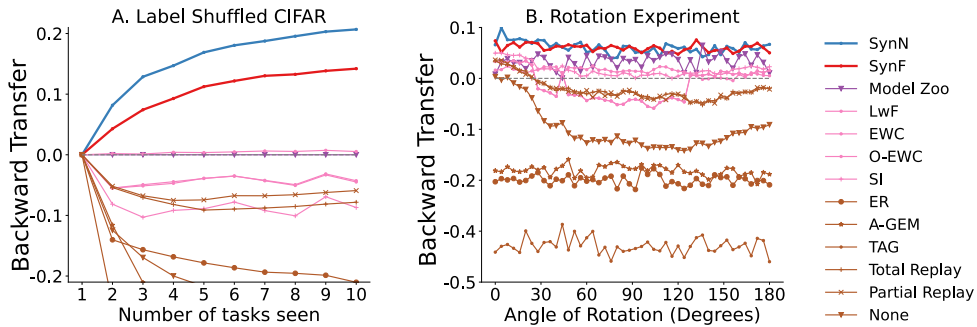 A. Label Shuffled CIFAR
Backward Transfer
0.2
0.1
0.0
-0.1
-0.2
1 2 3 4 5 6 7 8 9 10
Number of tasks seen
B. Rotation Experiment
Backward Transfer
0.1
0.0
-0.1
-0.2
-0.4
-0.5
0 30 60 90 120 150 180
Angle of Rotation (Degrees)
SynN
SynF
Model Zoo
LwF
EWC
O-EWC
SI
ER
A-GEM
TAG
Total Replay
Partial Replay
None